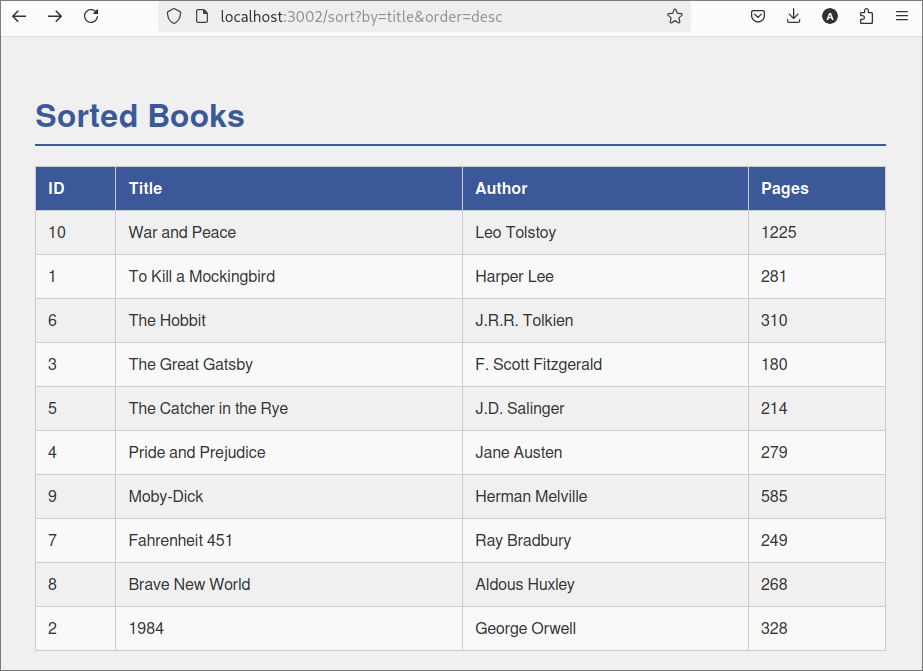 localhost:3002/sort?by=title&order=desc
A
Sorted Books
ID Title Author Pages
10 War and Peace Leo Tolstoy 1225
1 To Kill a Mockingbird Harper Lee 281
6 The Hobbit J.R.R. Tolkien 310
3 The Great Gatsby F. Scott Fitzgerald 180
5 The Catcher in the Rye J.D. Salinger 214
4 Pride and Prejudice Jane Austen 279
9 Moby-Dick Herman Melville 585
7 Fahrenheit 451 Ray Bradbury 249
8 Brave New World Aldous Huxley 268
2 1984 George Orwell 328